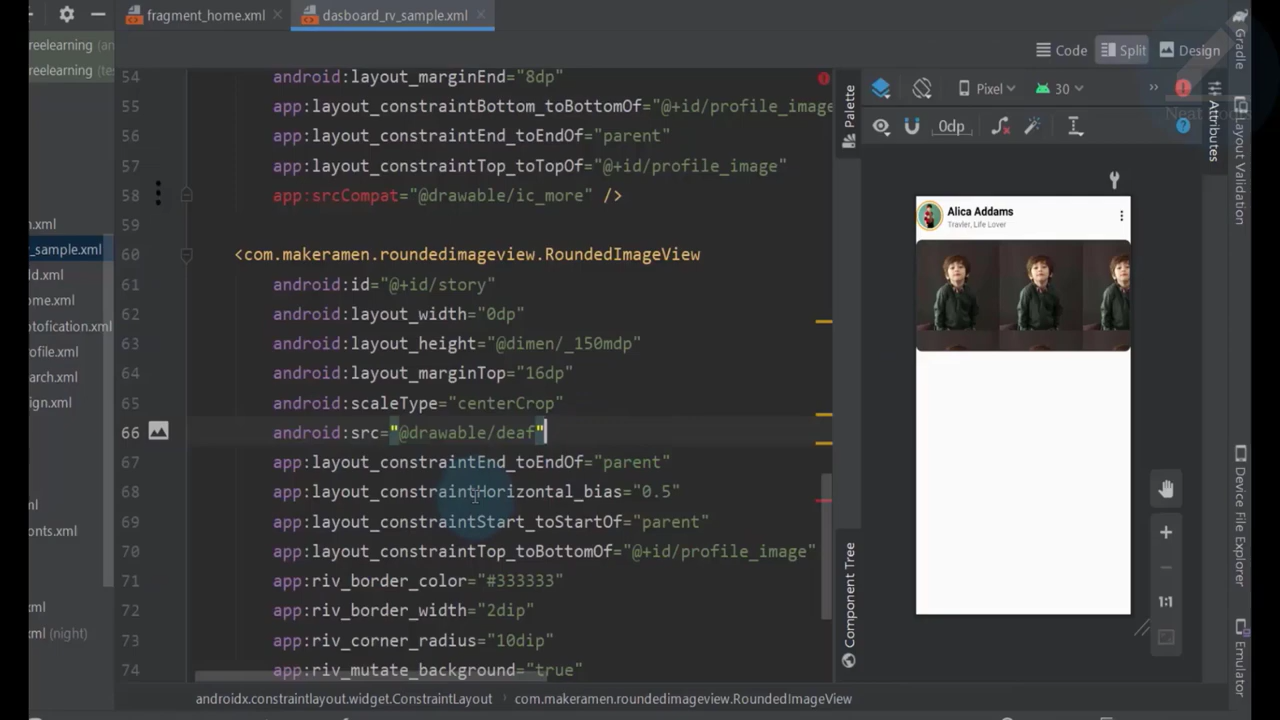 fragment_home.xml
dasboard_rv_sample.xml
reelearning (an
reelearning (tes
Code
Split
Design
Gradle
54 android:layout_marginEnd="8dp"
55 app:layout_constraintBottom_toBottomOf="@+id/profile_image
56 app:layout_constraintEnd_toEndOf="parent"
57 app:layout_constraintTop_toTopOf="@+id/profile_image"
58 app:srcCompat="@drawable/ic_more" />
59
60 <com.makeramen.roundedimageview.RoundedImageView
61 android:id="@+id/story"
62 android:layout_width="0dp"
63 android:layout_height="@dimen/_150mdp"
64 android:layout_marginTop="16dp"
65 android:scaleType="centerCrop"
66 android:src="@drawable/deaf"
67 app:layout_constraintEnd_toEndOf="parent"
68 app:layout_constraintHorizontal_bias="0.5"
69 app:layout_constraintStart_toStartOf="parent"
70 app:layout_constraintTop_toBottomOf="@+id/profile_image"
71 app:riv_border_color="#333333"
72 app:riv_border_width="2dip"
73 app:riv_corner_radius="10dip"
74 app:riv_mutate_background="true"
n.xml
_sample.xml
ld.xml
ome.xml
otofication.xml
rofile.xml
arch.xml
ign.xml
ml
onts.xml
ml
ml (night)
Palette
Component Tree
Pixel
30
0dp
Alica Addams
Travler, Life Lover
1:1
Attributes
Layout Validation
Device File Explorer
Emulator
androidx.constraintlayout.widget.ConstraintLayout
com.makeramen.roundedimageview.RoundedImageView